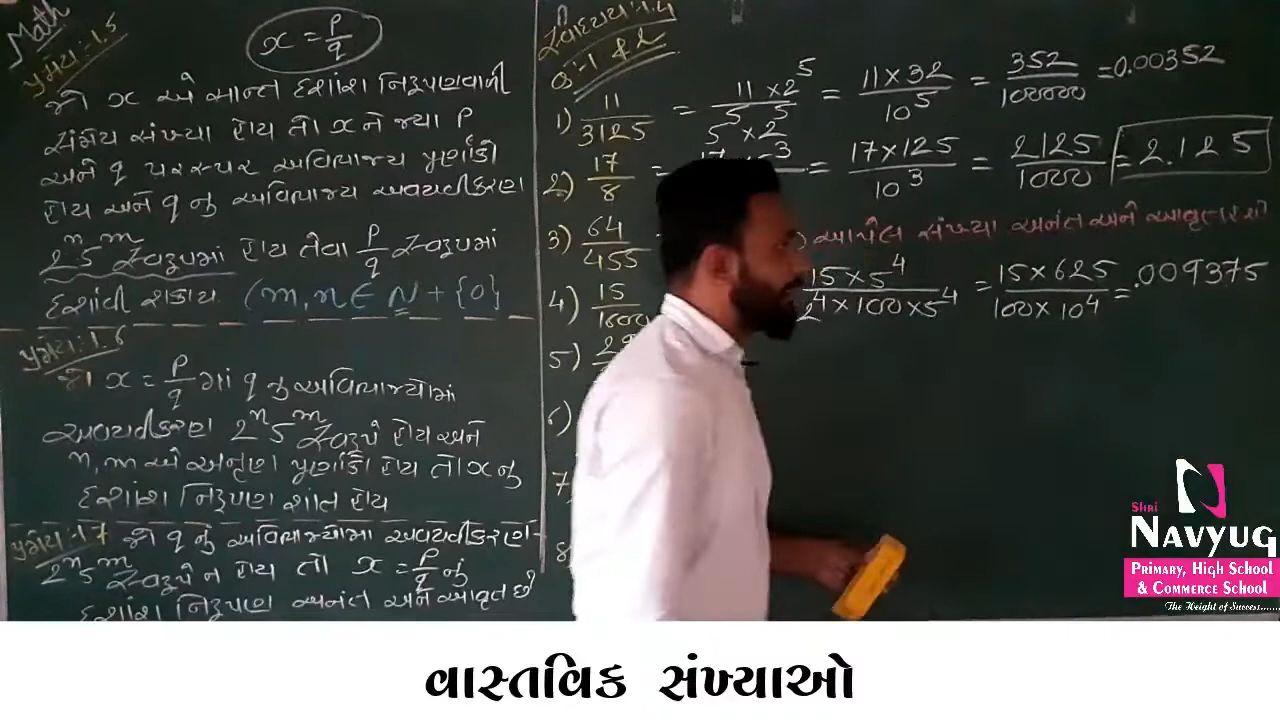 Math
x = p/q
પ્રમેય: 1.5
જો x એ સાન્ત દશાંશ નિરૂપણવાળી
સંમેય સંખ્યા હોય તો x ને જ્યા p
અને q પરસ્પર અવિભાજ્ય પૂર્ણાંકો
હોય અને q નુ અવિભાજ્ય અવયવીકરણ
2ⁿ5ᵐ સ્વરૂપમાં હોય તેવા p/q સ્વરૂપમાં
દર્શાવી શકાય (m,n ∈ N + {0}
પ્રમેય: 1.6
જો x = p/q માં q નુ અવિભાજ્યોમાં
અવયવીકરણ 2ⁿ5ᵐ સ્વરૂપે હોય અને
n,m એ અનૃણ પૂર્ણાંકો હોય તો x નુ
દશાંશ નિરૂપણ શાંત હોય
પ્રમેય: 1.7 જો q નુ અવિભાજ્યોમા અવયવીકરણ-
2ⁿ5ᵐ સ્વરૂપે ન હોય તો x = p/q નું
દશાંશ નિરૂપણ અનંત અને આવૃત છે
સ્વાધ્યાય: 1.4
પ્ર:-1 & 2
1) 11/3125 = 11×2⁵/5⁵×2⁵ = 11×32/10⁵ = 352/100000 = 0.00352
2) 17/8 = = 17×125/10³ = 2125/1000 = 2.125
3) 64/455 આપેલ સંખ્યા અનંત અને
4) 15/1600 15×5⁴/2⁴×100×5⁴ = 15×625/100×10⁴ = .009375
5)
6)
7)
8
SHRI
NAVYUG
PRIMARY, HIGH SCHOOL
& COMMERCE SCHOOL
The Height of Success.......
વાસ્તવિક સંખ્યાઓ